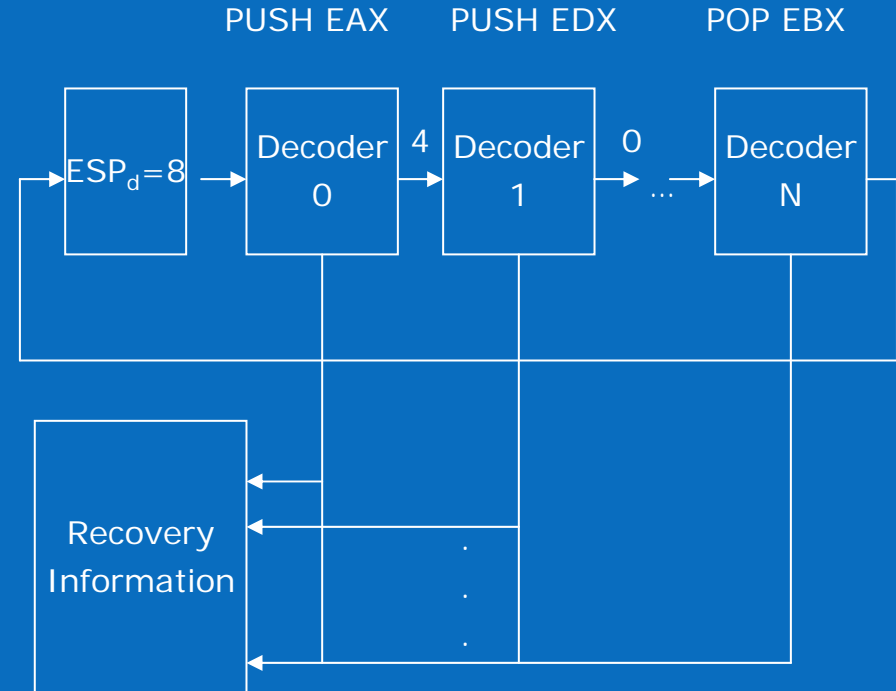 PUSH EAX PUSH EDX POP EBX
ESPd=8
Decoder 0
4
Decoder 1
0
...
Decoder N
Recovery
Information
.
.
.